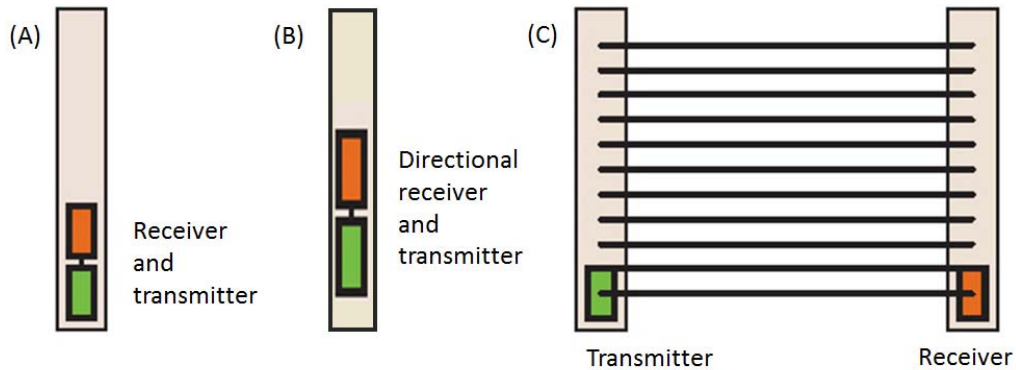 (A)
Receiver
and
transmitter
(B)
Directional
receiver
and
transmitter
(C)
Transmitter
Receiver